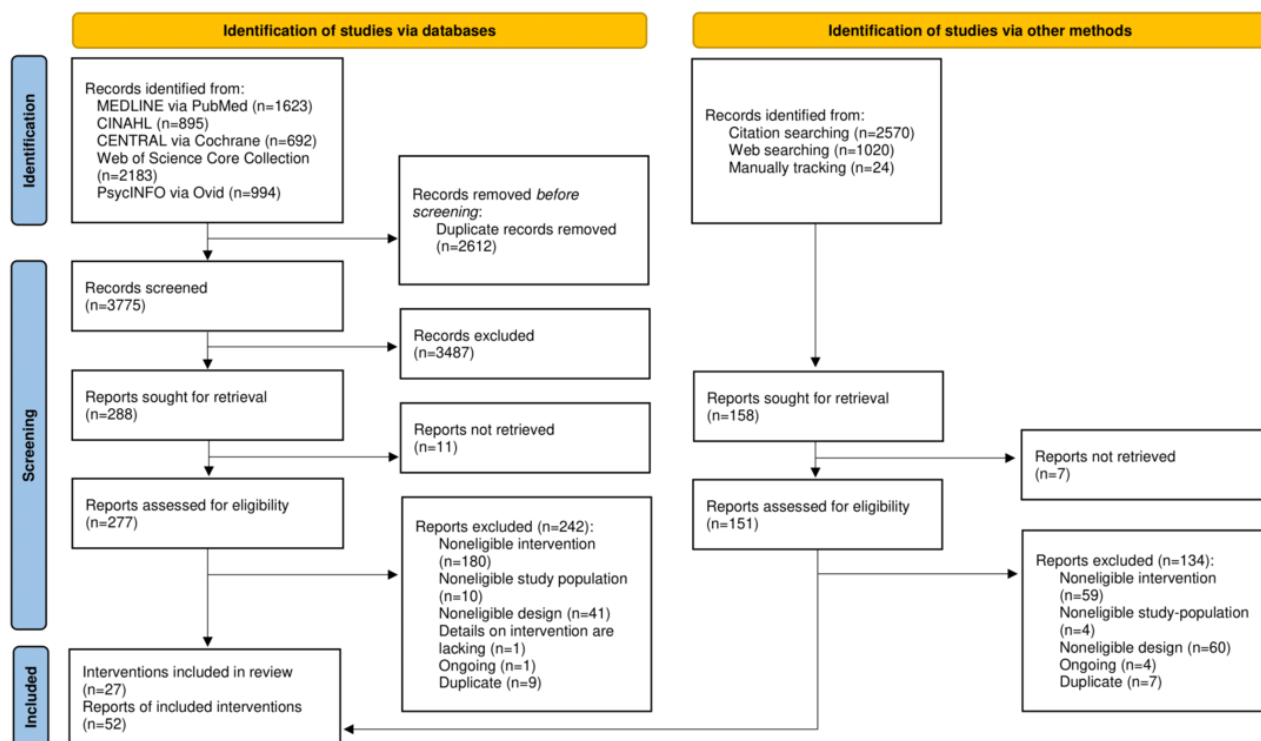 Identification of studies via databases
Identification of studies via other methods
Identification
Records identified from:
MEDLINE via PubMed (n=1623)
CINAHL (n=895)
CENTRAL via Cochrane (n=692)
Web of Science Core Collection
(n=2183)
PsycINFO via Ovid (n=994)
Records removed before
screening:
Duplicate records removed
(n=2612)
Records identified from:
Citation searching (n=2570)
Web searching (n=1020)
Manually tracking (n=24)
Screening
Records screened
(n=3775)
Records excluded
(n=3487)
Reports sought for retrieval
(n=288)
Reports not retrieved
(n=11)
Reports assessed for eligibility
(n=277)
Reports excluded (n=242):
Noneligible intervention
(n=180)
Noneligible study population
(n=10)
Noneligible design (n=41)
Details on intervention are
lacking (n=1)
Ongoing (n=1)
Duplicate (n=9)
Reports sought for retrieval
(n=158)
Reports not retrieved
(n=7)
Reports assessed for eligibility
(n=151)
Reports excluded (n=134):
Noneligible intervention
(n=59)
Noneligible study-population
(n=4)
Noneligible design (n=60)
Ongoing (n=4)
Duplicate (n=7)
Included
Interventions included in review
(n=27)
Reports of included interventions
(n=52)